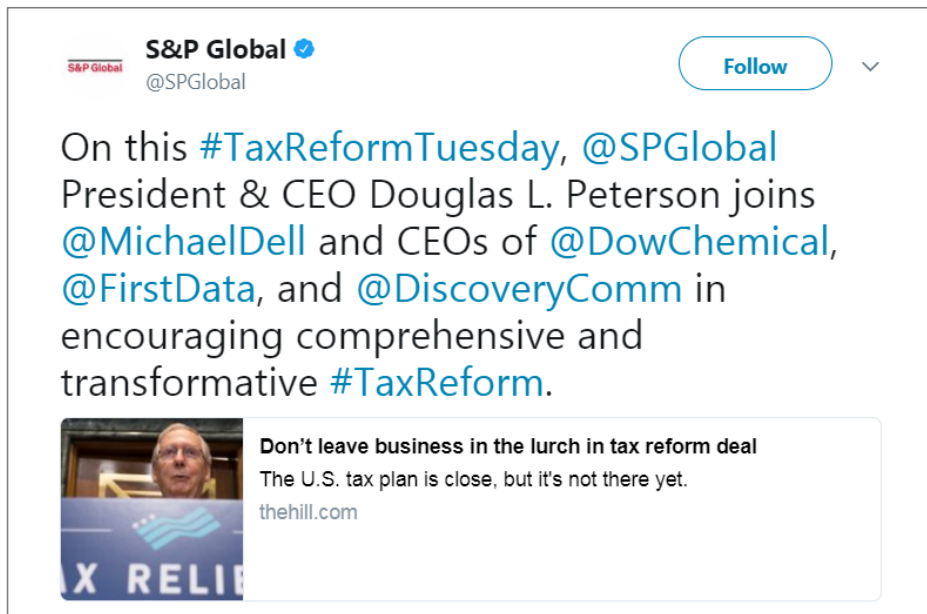 S&P Global
S&P Global
@SPGlobal
Follow
On this #TaxReformTuesday, @SPGlobal
President & CEO Douglas L. Peterson joins
@MichaelDell and CEOs of @DowChemical,
@FirstData, and @DiscoveryComm in
encouraging comprehensive and
transformative #TaxReform.
Don’t leave business in the lurch in tax reform deal
The U.S. tax plan is close, but it's not there yet.
thehill.com
AX RELIE